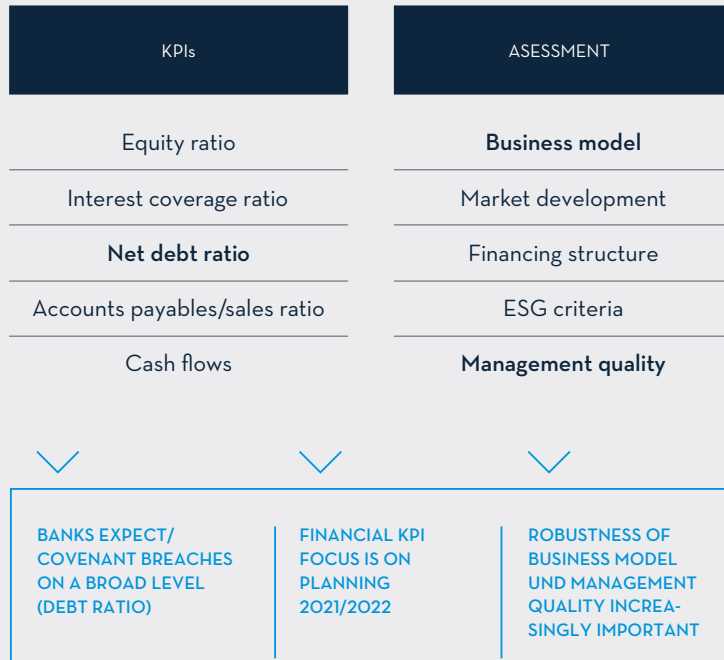 KPIs
Equity ratio
Interest coverage ratio
Net debt ratio
Accounts payables/sales ratio
Cash flows
ASESSMENT
Business model
Market development
Financing structure
ESG criteria
Management quality
BANKS EXPECT/
COVENANT BREACHES
ON A BROAD LEVEL
(DEBT RATIO)
FINANCIAL KPI
FOCUS IS ON
PLANNING
2021/2022
ROBUSTNESS OF
BUSINESS MODEL
UND MANAGEMENT
QUALITY INCREA-
SINGLY IMPORTANT